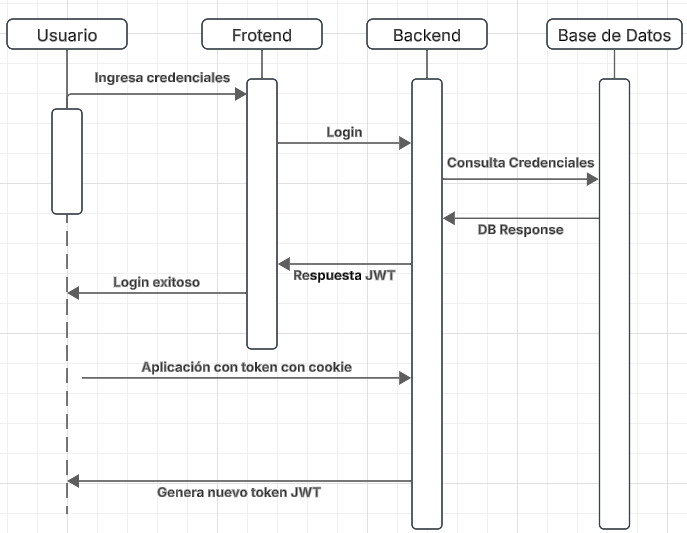 Usuario
Frotend
Backend
Base de Datos
Ingresa credenciales
Login
Consulta Credenciales
DB Response
Respuesta JWT
Login exitoso
Aplicación con token con cookie
Genera nuevo token JWT